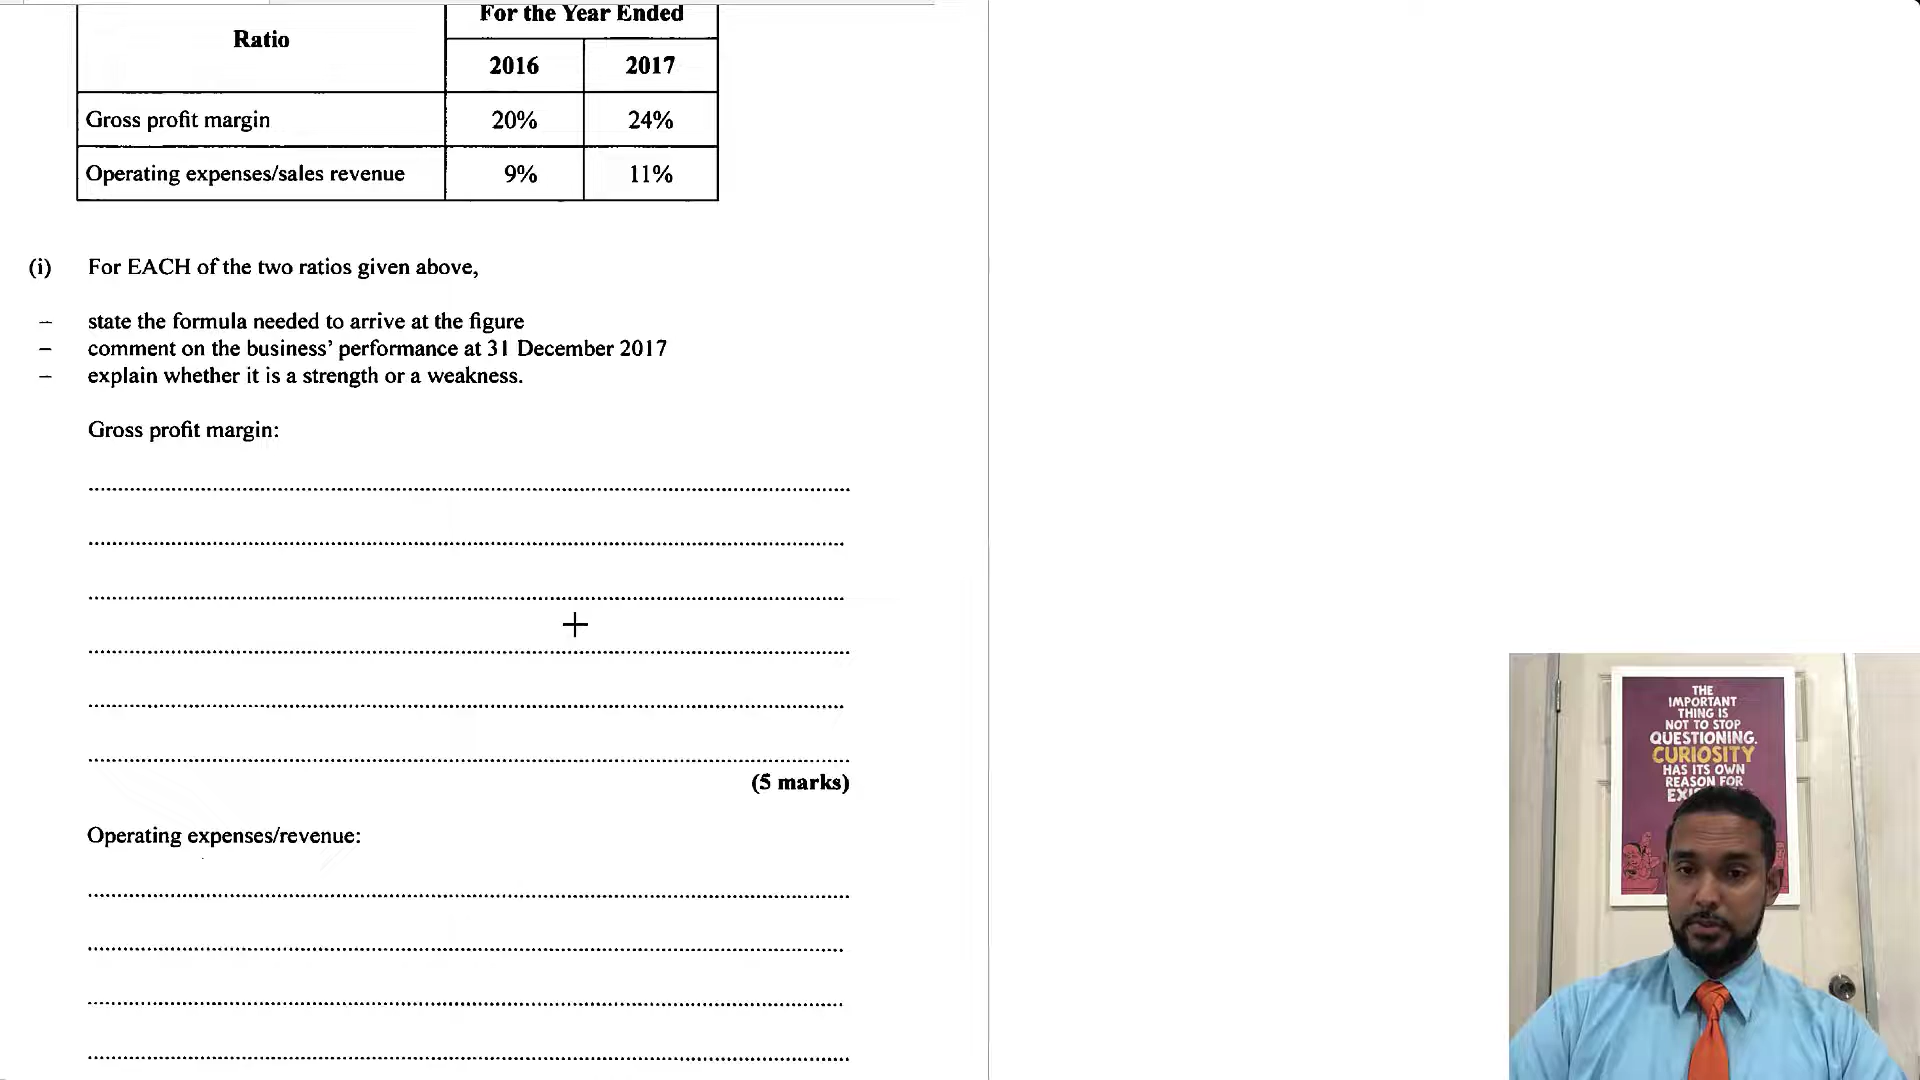 For the Year Ended
Ratio
2016 2017
Gross profit margin 20% 24%
Operating expenses/sales revenue 9% 11%
(i) For EACH of the two ratios given above,
– state the formula needed to arrive at the figure
– comment on the business' performance at 31 December 2017
– explain whether it is a strength or a weakness.
Gross profit margin:
(5 marks)
Operating expenses/revenue:
THE
IMPORTANT
THING IS
NOT TO STOP
QUESTIONING.
CURIOSITY
HAS ITS OWN
REASON FOR